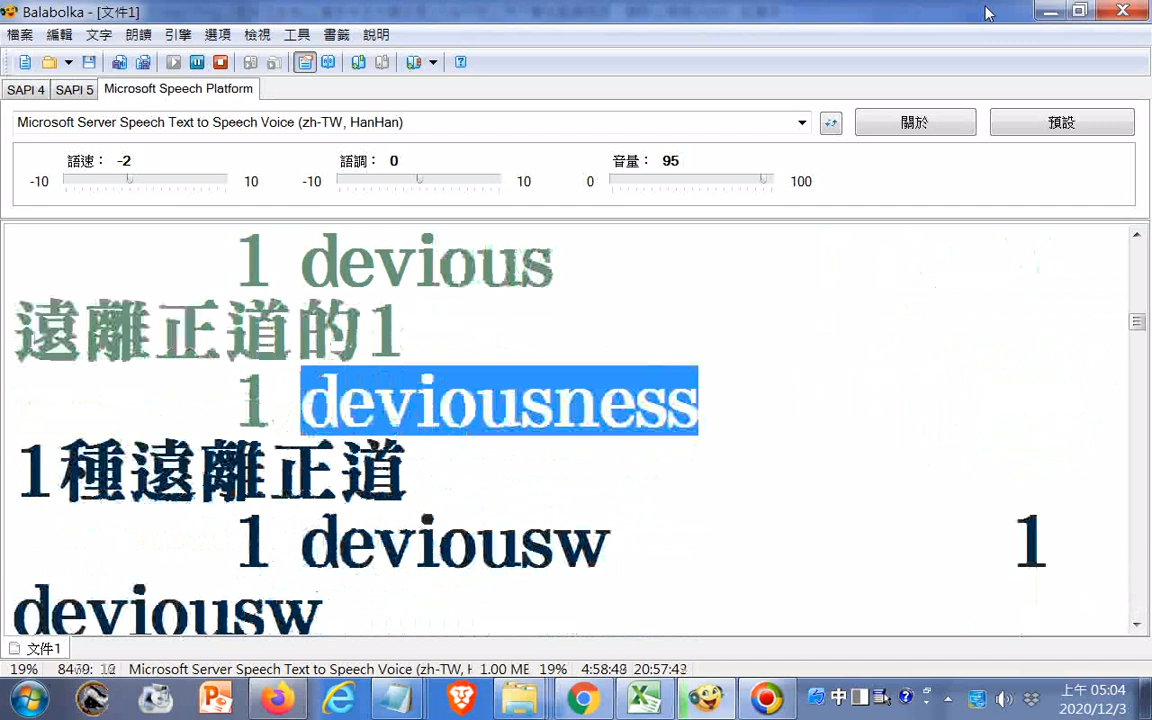 Balabolka - [文件1]
檔案 編輯 文字 朗讀 引擎 選項 檢視 工具 書籤 說明
SAPI 4 SAPI 5 Microsoft Speech Platform
Microsoft Server Speech Text to Speech Voice (zh-TW, HanHan)
關於 預設
語速： -2 語調： 0 音量： 95
-10 10 -10 10 0 100
1 devious
遠離正道的1
1 deviousness
1種遠離正道
1 deviousw 1
deviousw
文件1
19% Microsoft Server Speech Text to Speech Voice (zh-TW, H 1.00 ME 19% 4:58:48 20:57:42
中
上午 05:04
2020/12/3